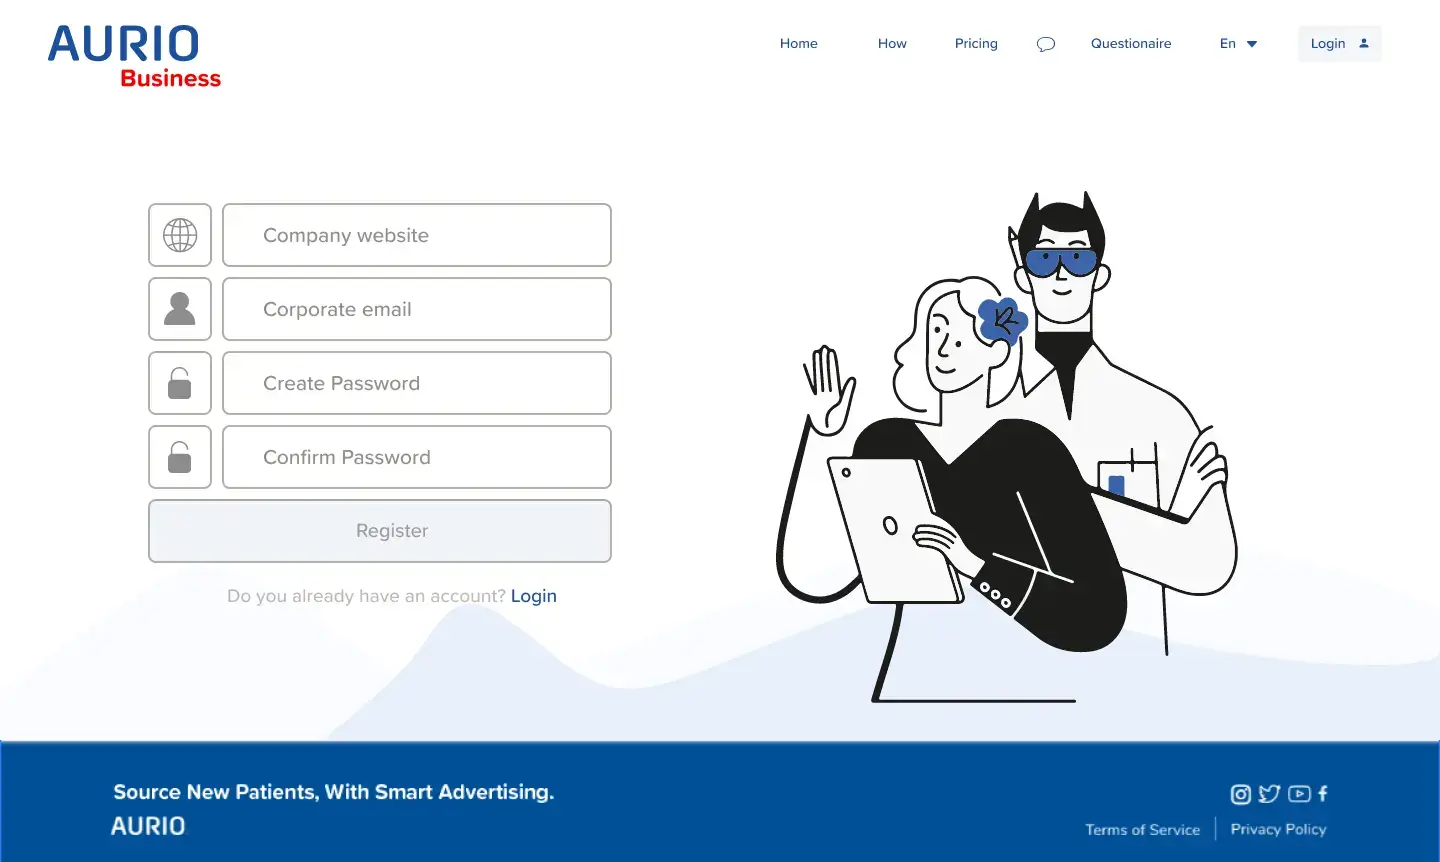 AURIO
Business
Home
How
Pricing
Questionaire
En
Login
Company website
Corporate email
Create Password
Confirm Password
Register
Do you already have an account? Login
Source New Patients, With Smart Advertising.
AURIO
Terms of Service
Privacy Policy